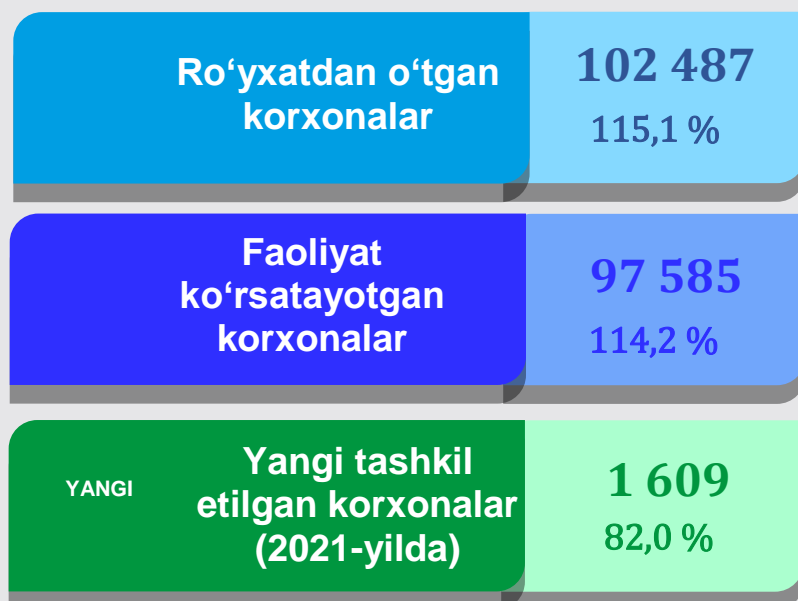 Ro‘yxatdan o‘tgan
korxonalar
102 487
115,1 %
Faoliyat
ko‘rsatayotgan
korxonalar
97 585
114,2 %
YANGI
Yangi tashkil
etilgan korxonalar
(2021-yilda)
1 609
82,0 %